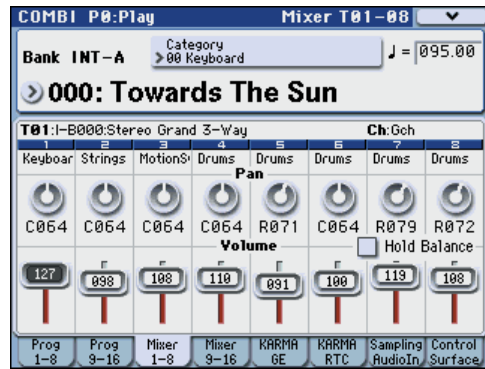 COMBI P0:Play Mixer T01-08
Bank INT-A Category ♩= 095.00
00 Keyboard
000: Towards The Sun
T01:I-B000:Stereo Grand 3-Way Ch:Gch
1 2 3 4 5 6 7 8
Keyboar Strings MotionS Drums Drums Drums Drums Drums
Pan
C064 C064 C064 C064 R071 C064 R079 R072
Volume Hold Balance
127 098 108 110 091 100 119 108
Prog 1-8 Prog 9-16 Mixer 1-8 Mixer 9-16 KARMA GE KARMA RTC Sampling AudioIn Control Surface